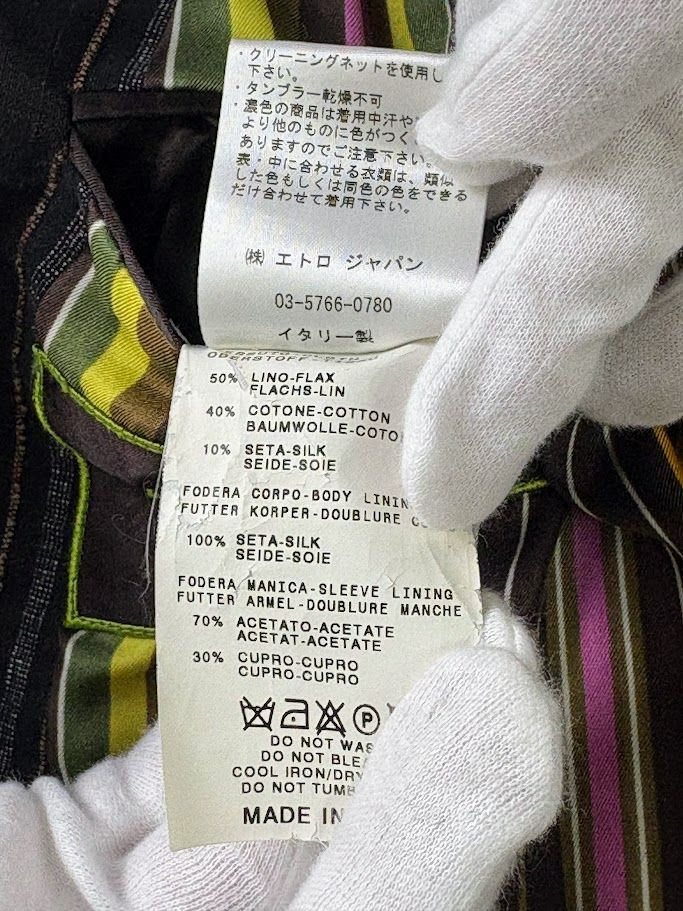 ・クリーニングネットを使用し
下さい。
・タンブラー乾燥不可
・濃色の商品は着用中汗や
より他のものに色がつく
ありますのでご注意下さい。
表・中に合わせる衣類は、類似
した色もしくは同色の色をできる
だけ合わせて着用下さい。
㈱ エトロ ジャパン
03-5766-0780
イタリー製
50% LINO-FLAX
FLACHS-LIN
40% COTONE-COTTON
BAUMWOLLE-COTO
10% SETA-SILK
SEIDE-SOIE
FODERA CORPO-BODY LININ
FUTTER KORPER-DOUBLURE C
100% SETA-SILK
SEIDE-SOIE
FODERA MANICA-SLEEVE LINING
FUTTER ARMEL-DOUBLURE MANCHE
70% ACETATO-ACETATE
ACETAT-ACETATE
30% CUPRO-CUPRO
CUPRO-CUPRO
P
DO NOT WAS
DO NOT BLEA
COOL IRON/DRY
DO NOT TUMB
MADE IN